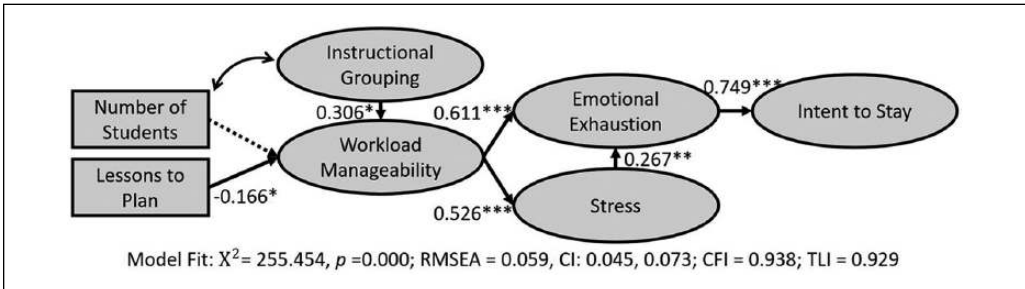 Instructional
Grouping
Number of
Students
0.306*
0.611***
Emotional
Exhaustion
0.749***
Intent to Stay
Workload
Manageability
Lessons to
Plan
-0.166*
0.267**
0.526***
Stress
Model Fit: X²= 255.454, p =0.000; RMSEA = 0.059, CI: 0.045, 0.073; CFI = 0.938; TLI = 0.929